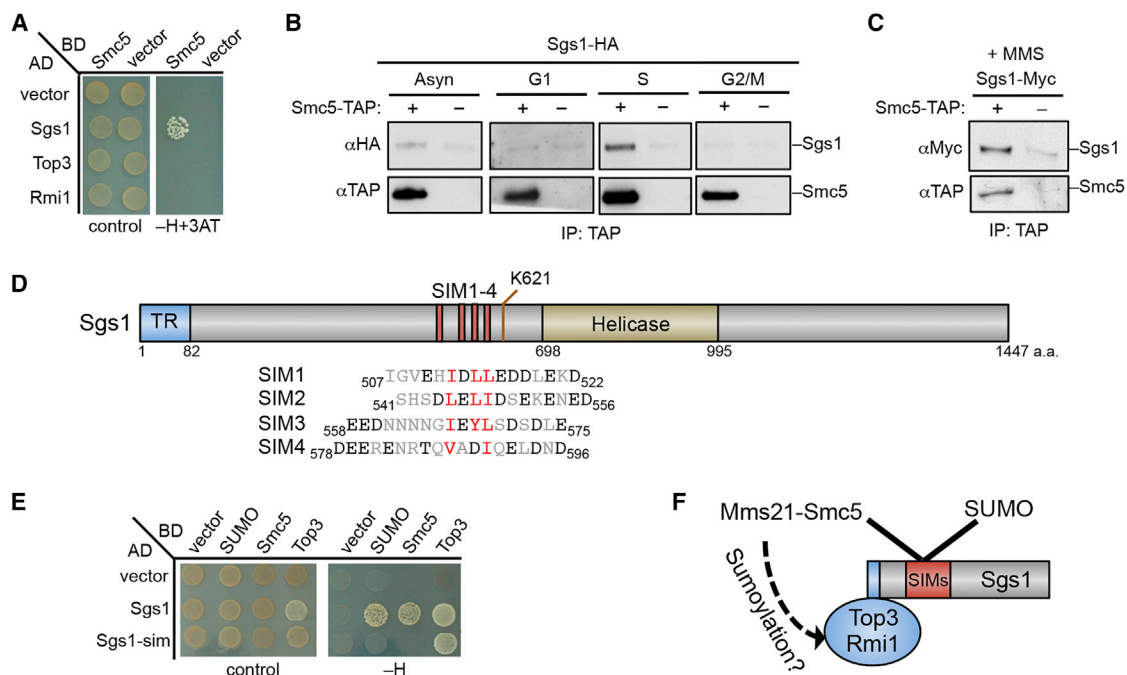 A
BD
AD
Smc5
vector
Smc5
vector
vector
Sgs1
Top3
Rmi1
control
–H+3AT
B
Sgs1-HA
Asyn
G1
S
G2/M
Smc5-TAP:
+ – + – + – + –
αHA
–Sgs1
αTAP
–Smc5
IP: TAP
C
+ MMS
Sgs1-Myc
Smc5-TAP: + –
αMyc
–Sgs1
αTAP
–Smc5
IP: TAP
D
K621
SIM1-4
Sgs1
TR
Helicase
1 82 698 995 1447 a.a.
SIM1 507IGVEHIDLLEDDLEKD522
SIM2 541SHSDLELIDSEKENED556
SIM3 558EEDNNNNGIEYLSDSDLE575
SIM4 578DEERENRTQVADIQELDND596
E
BD
AD
vector
SUMO
Smc5
Top3
vector
SUMO
Smc5
Top3
vector
Sgs1
Sgs1-sim
control
–H
F
Mms21-Smc5
SUMO
SIMs
Sgs1
Top3
Rmi1
Sumoylation?